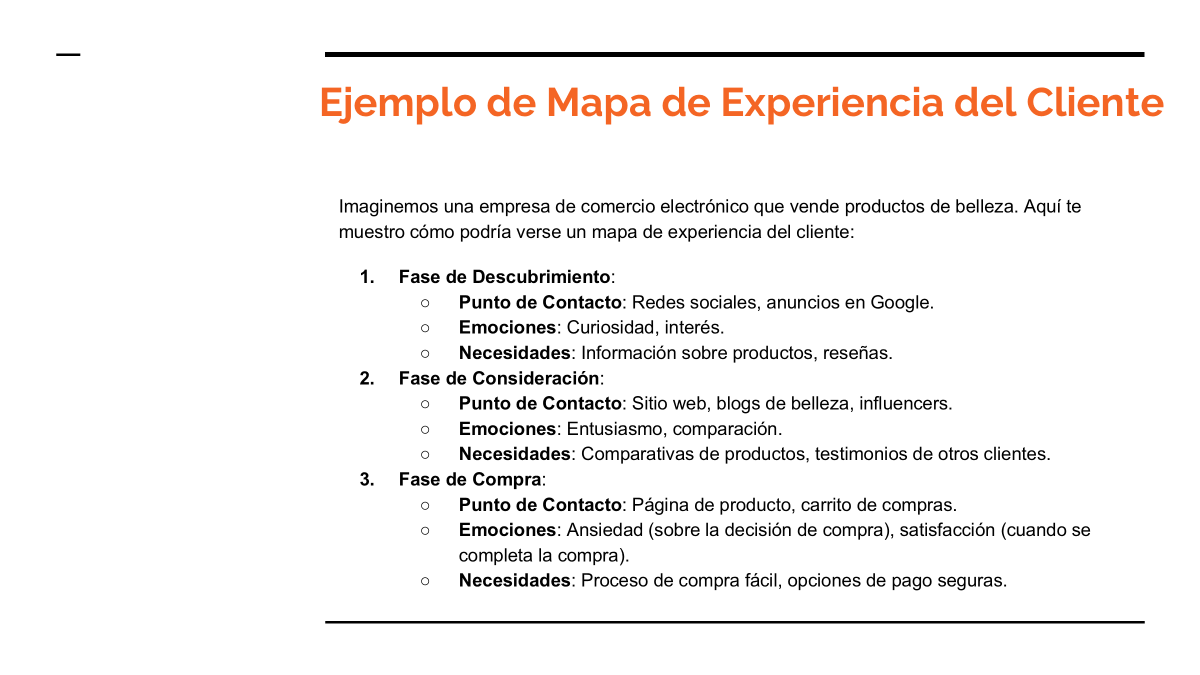 Ejemplo de Mapa de Experiencia del Cliente
Imaginemos una empresa de comercio electrónico que vende productos de belleza. Aquí te
muestro cómo podría verse un mapa de experiencia del cliente:
1. Fase de Descubrimiento:
○ Punto de Contacto: Redes sociales, anuncios en Google.
○ Emociones: Curiosidad, interés.
○ Necesidades: Información sobre productos, reseñas.
2. Fase de Consideración:
○ Punto de Contacto: Sitio web, blogs de belleza, influencers.
○ Emociones: Entusiasmo, comparación.
○ Necesidades: Comparativas de productos, testimonios de otros clientes.
3. Fase de Compra:
○ Punto de Contacto: Página de producto, carrito de compras.
○ Emociones: Ansiedad (sobre la decisión de compra), satisfacción (cuando se
completa la compra).
○ Necesidades: Proceso de compra fácil, opciones de pago seguras.